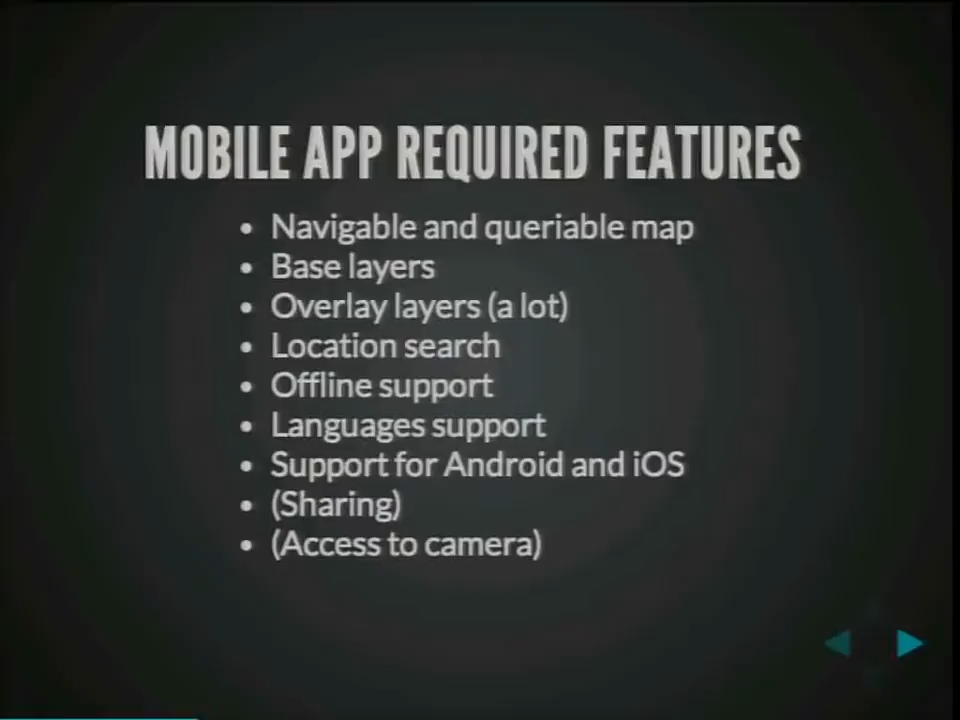 MOBILE APP REQUIRED FEATURES
• Navigable and queriable map
• Base layers
• Overlay layers (a lot)
• Location search
• Offline support
• Languages support
• Support for Android and iOS
• (Sharing)
• (Access to camera)